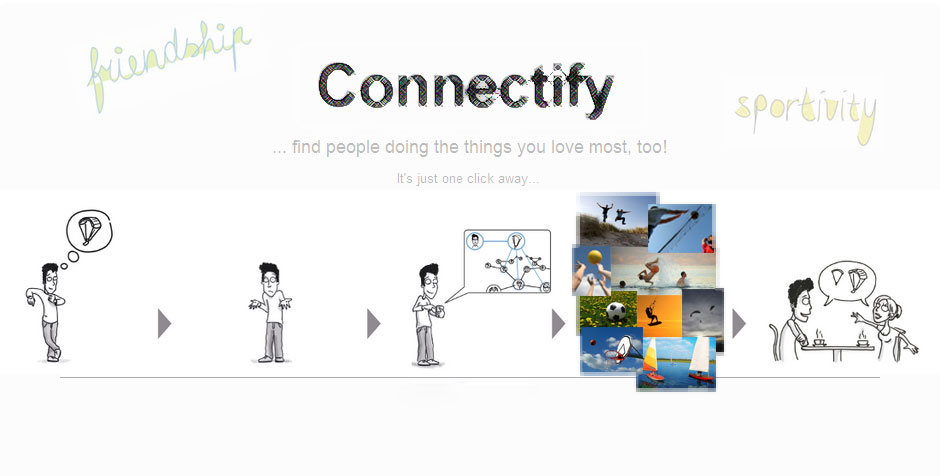 friendship
Connectify
sportivity
... find people doing the things you love most, too!
It's just one click away...